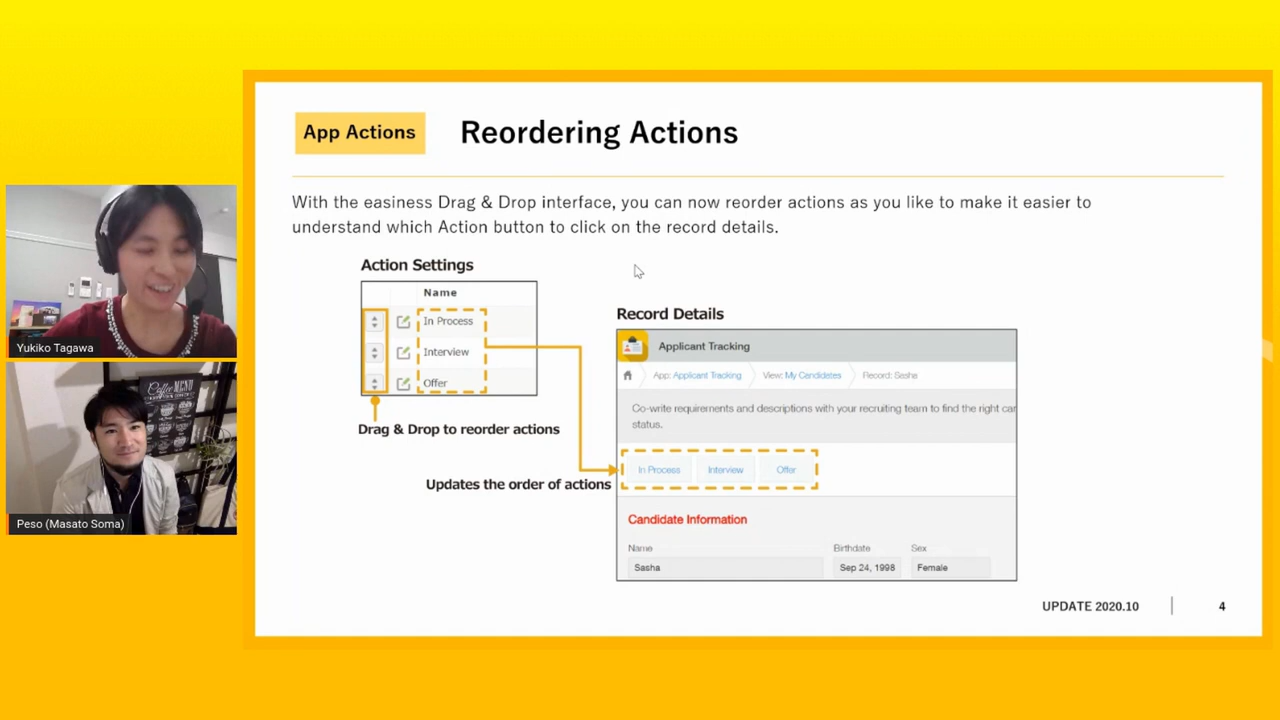 App Actions
Reordering Actions
With the easiness Drag & Drop interface, you can now reorder actions as you like to make it easier to
understand which Action button to click on the record details.
Action Settings
Name
In Process
Interview
Offer
Drag & Drop to reorder actions
Updates the order of actions
Record Details
Applicant Tracking
App: Applicant Tracking
View: My Candidates
Record: Sasha
Co-write requirements and descriptions with your recruiting team to find the right
status.
In Process
Interview
Offer
Candidate Information
Name
Birthdate
Sex
Sasha
Sep 24, 1998
Female
UPDATE 2020.10
4
Yukiko Tagawa
Coffee MENU
Peso (Masato Soma)